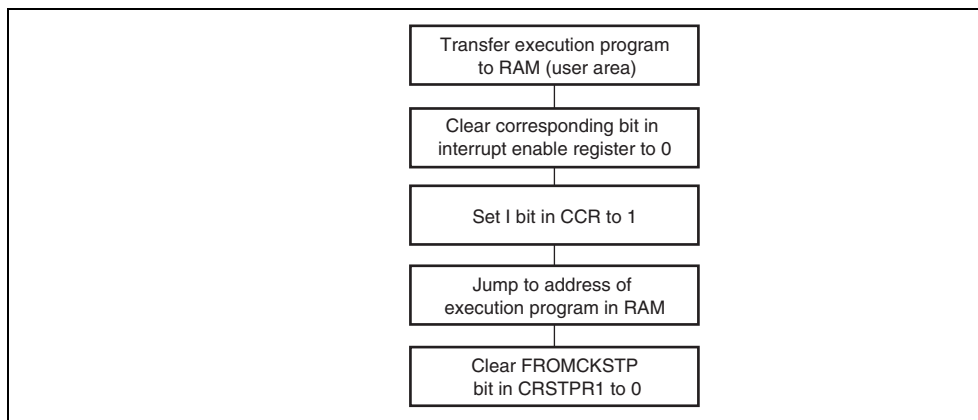 Transfer execution program
to RAM (user area)
Clear corresponding bit in
interrupt enable register to 0
Set I bit in CCR to 1
Jump to address of
execution program in RAM
Clear FROMCKSTP
bit in CRSTPR1 to 0